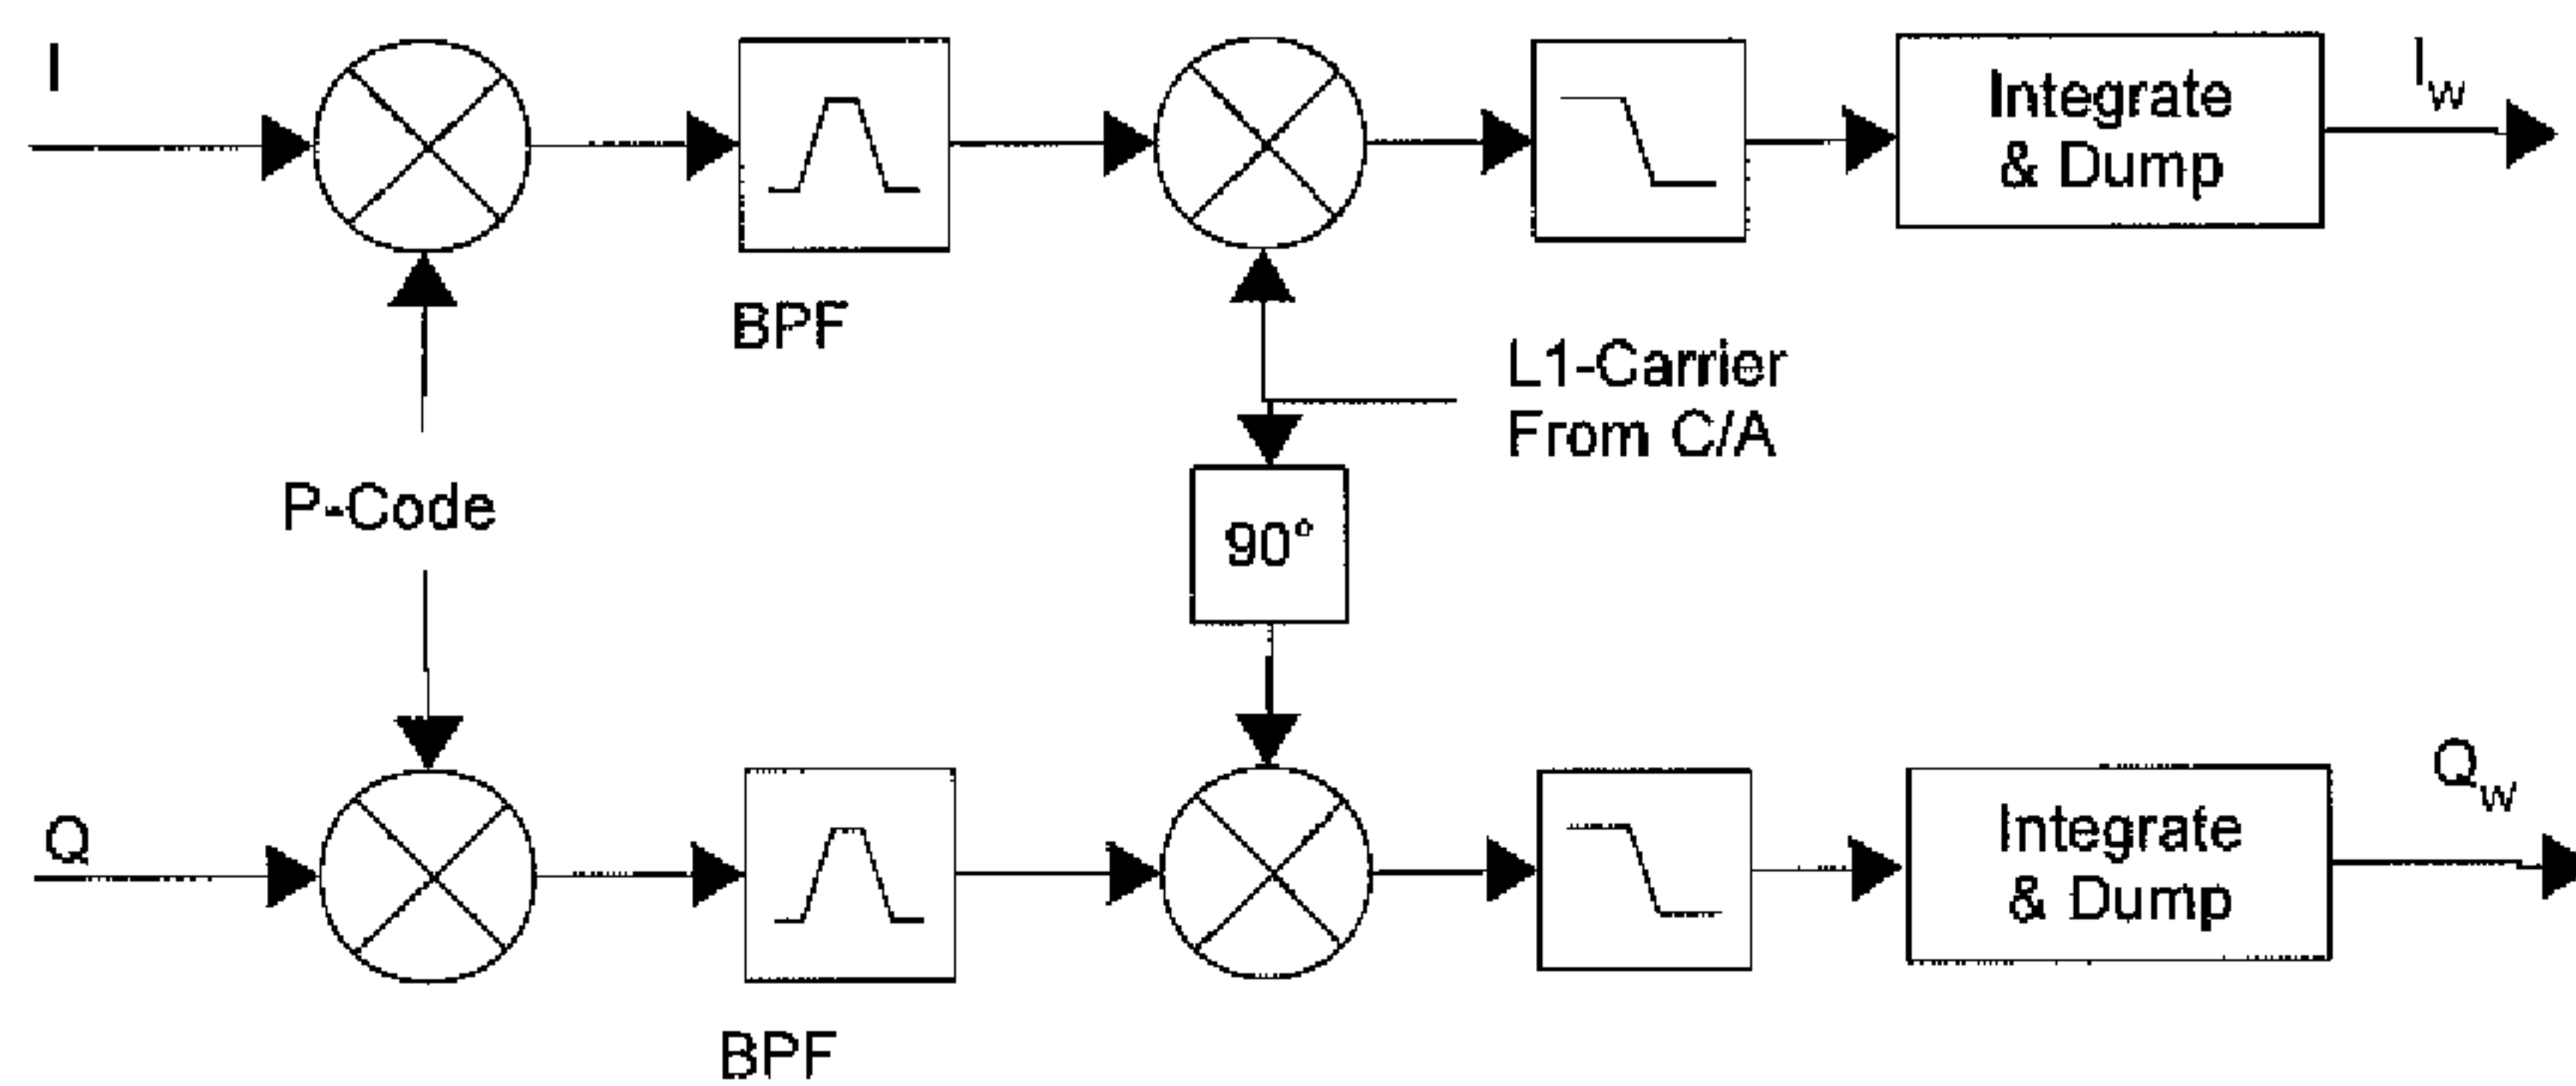 I
Integrate
& Dump
Iw
BPF
L1-Carrier
From C/A
P-Code
90°
Q
Integrate
& Dump
Qw
BPF